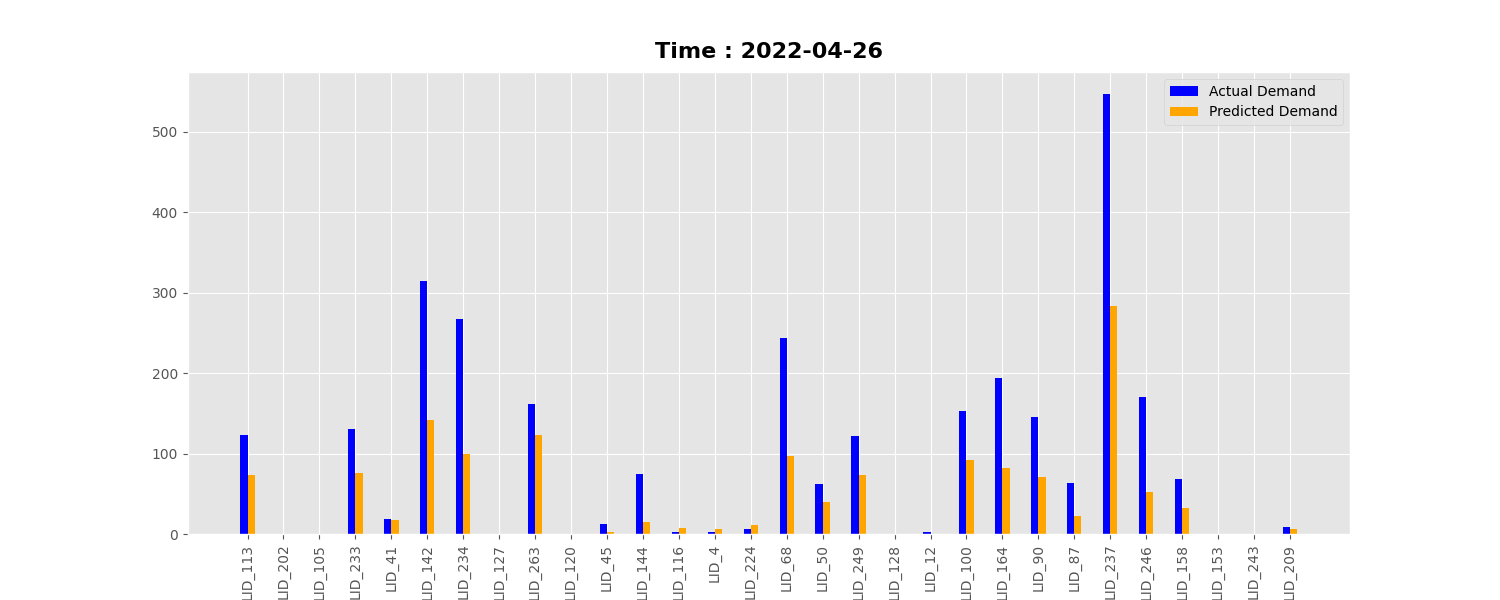 Time : 2022-04-26
Actual Demand
Predicted Demand
500
400
300
200
100
0
LID_113
LID_202
LID_105
LID_233
LID_41
LID_142
LID_234
LID_127
LID_263
LID_120
LID_45
LID_144
LID_116
LID_4
LID_224
LID_68
LID_50
LID_249
LID_128
LID_12
LID_100
LID_164
LID_90
LID_87
LID_237
LID_246
LID_158
LID_153
LID_243
LID_209